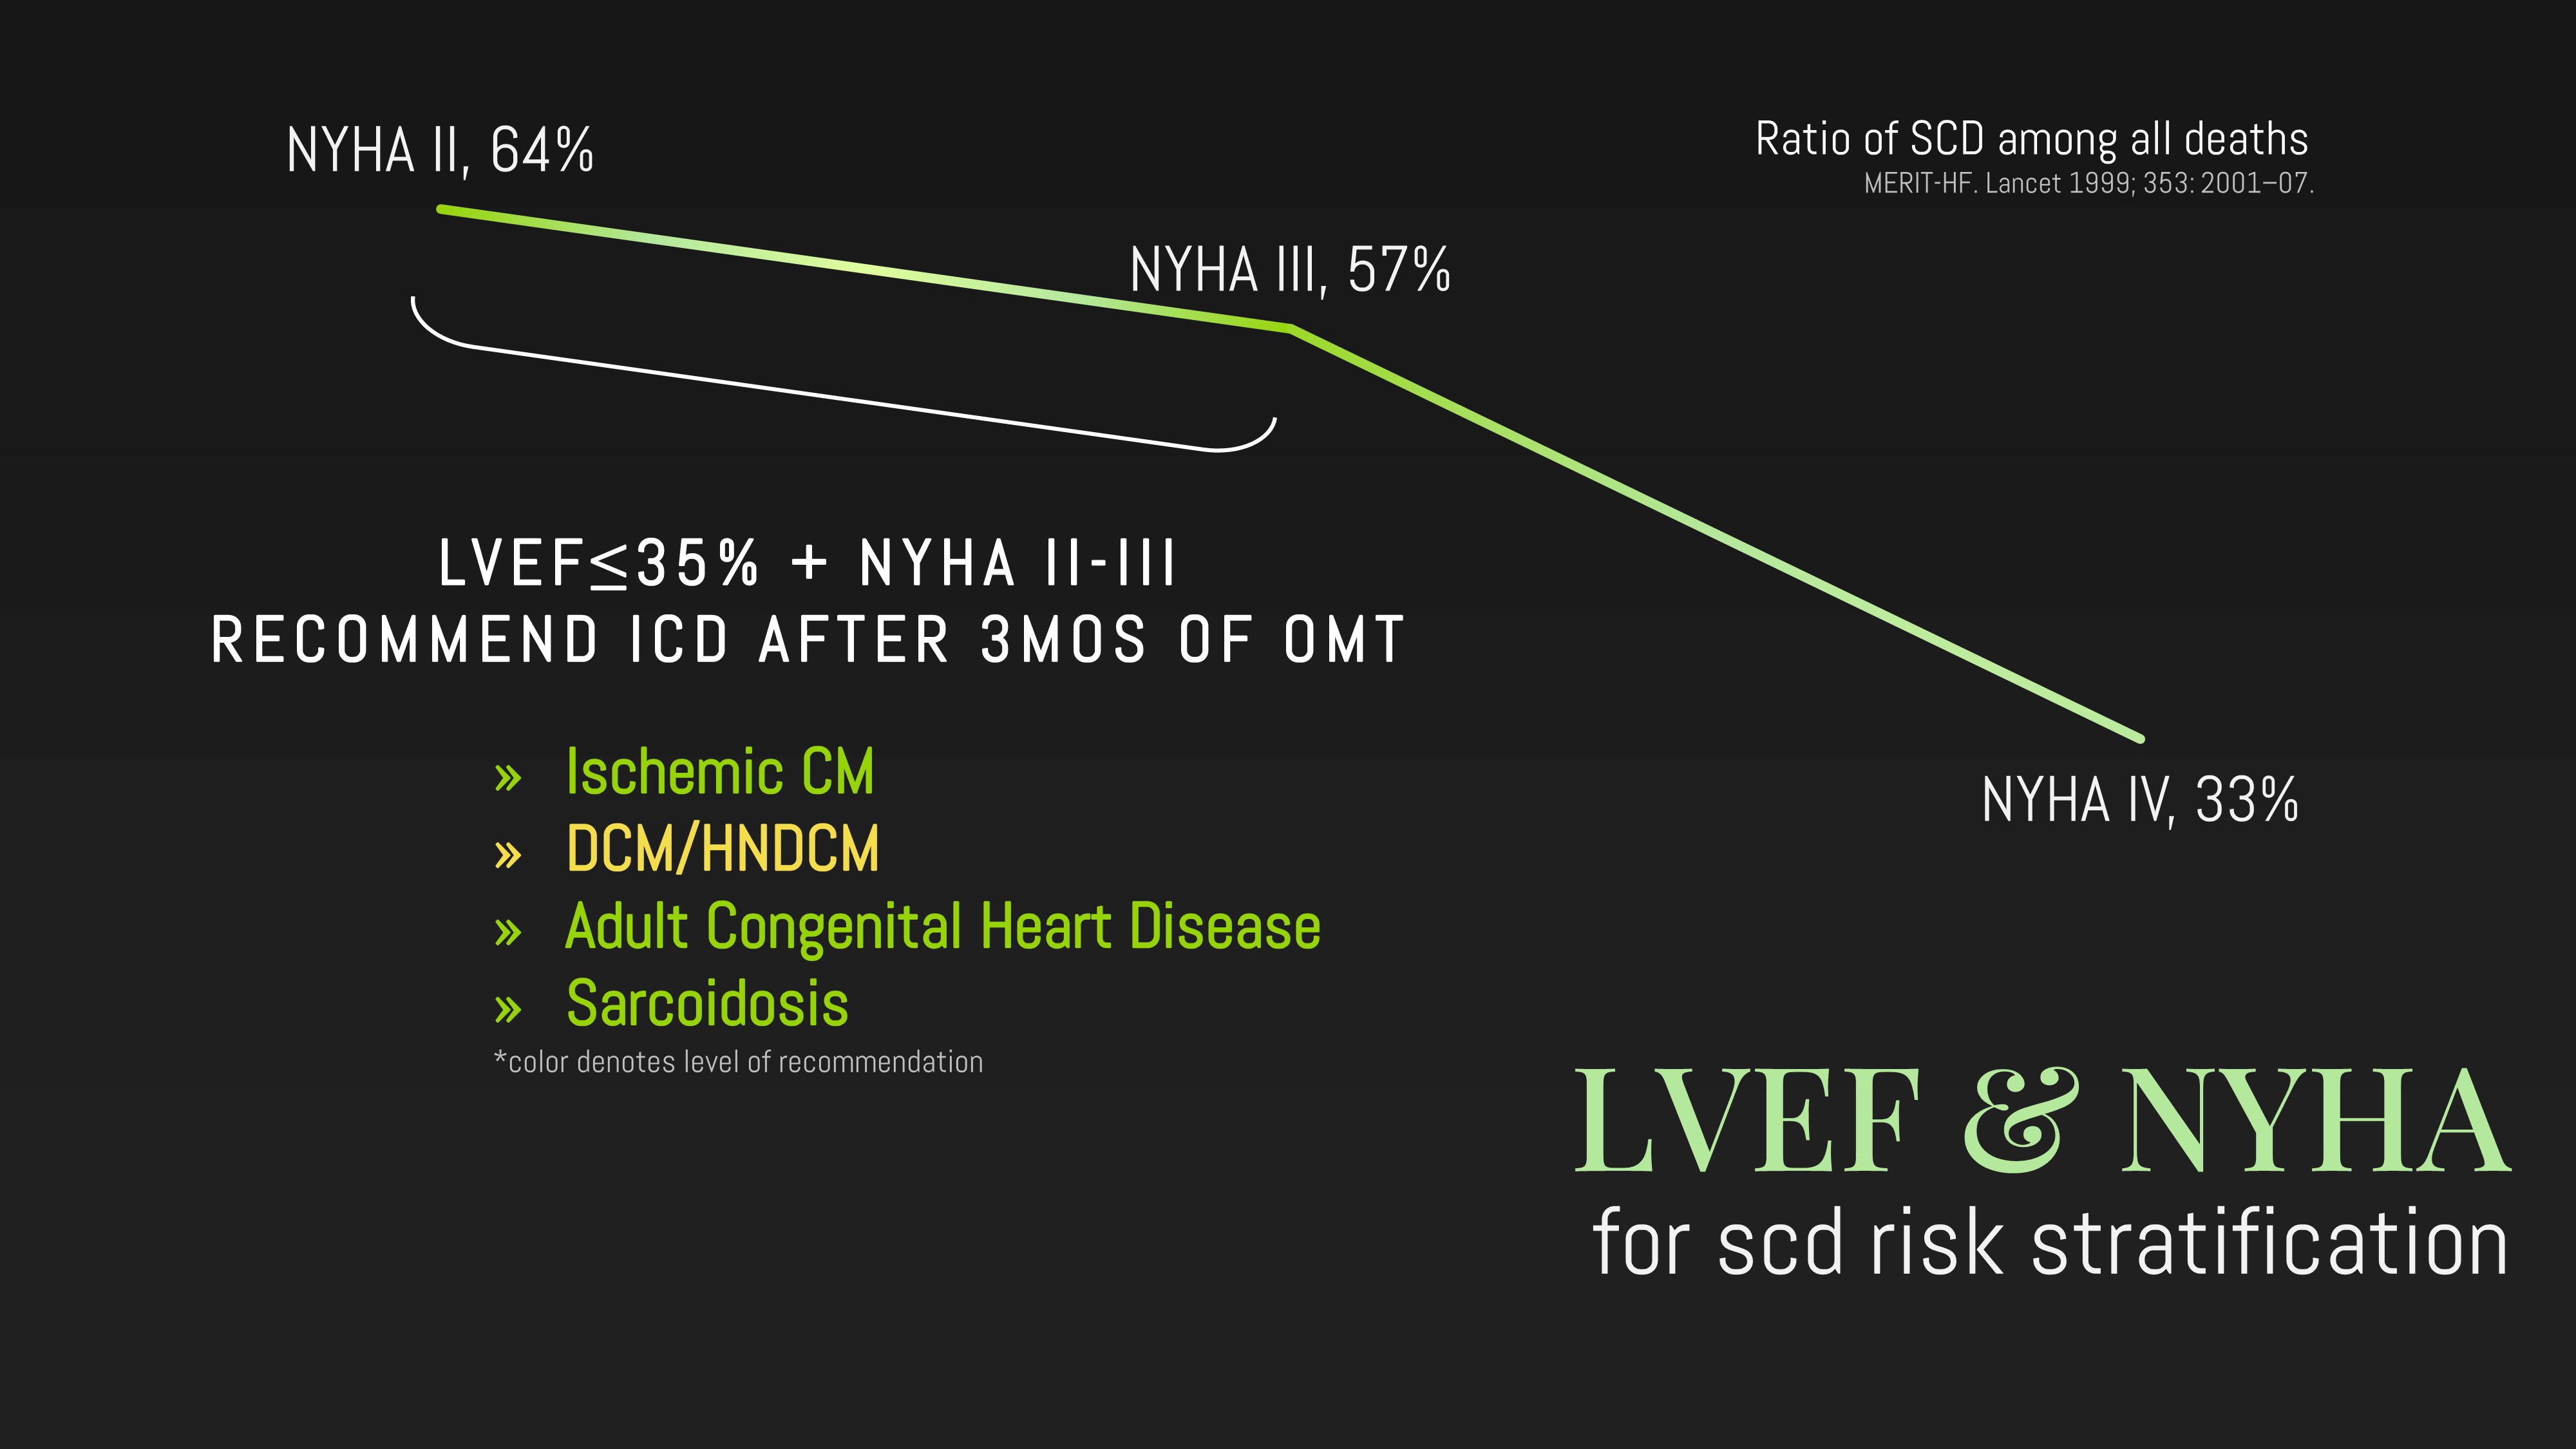 NYHA II, 64%
Ratio of SCD among all deaths
MERIT-HF. Lancet 1999; 353: 2001–07.
NYHA III, 57%
LVEF≤35% + NYHA II-III
RECOMMEND ICD AFTER 3MOS OF OMT
» Ischemic CM
» DCM/HNDCM
» Adult Congenital Heart Disease
» Sarcoidosis
*color denotes level of recommendation
NYHA IV, 33%
LVEF & NYHA
for scd risk stratification